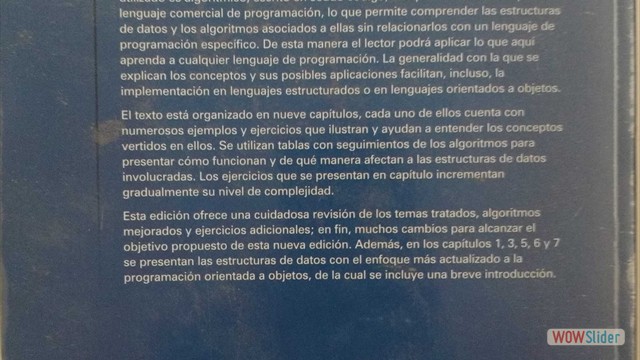 lenguaje comercial de programación, lo que permite comprender las estructuras
de datos y los algoritmos asociados a ellas sin relacionarlos con un lenguaje de
programación específico. De esta manera el lector podrá aplicar lo que aquí
aprenda a cualquier lenguaje de programación. La generalidad con la que se
explican los conceptos y sus posibles aplicaciones facilitan, incluso, la
implementación en lenguajes estructurados o en lenguajes orientados a objetos.
El texto está organizado en nueve capítulos, cada uno de ellos cuenta con
numerosos ejemplos y ejercicios que ilustran y ayudan a entender los conceptos
vertidos en ellos. Se utilizan tablas con seguimientos de los algoritmos para
presentar cómo funcionan y de qué manera afectan a las estructuras de datos
involucradas. Los ejercicios que se presentan en capítulo incrementan
gradualmente su nivel de complejidad.
Esta edición ofrece una cuidadosa revisión de los temas tratados, algoritmos
mejorados y ejercicios adicionales; en fin, muchos cambios para alcanzar el
objetivo propuesto de esta nueva edición. Además, en los capítulos 1, 3, 5, 6 y 7
se presentan las estructuras de datos con el enfoque más actualizado a la
programación orientada a objetos, de la cual se incluye una breve introducción.
WOWSlider